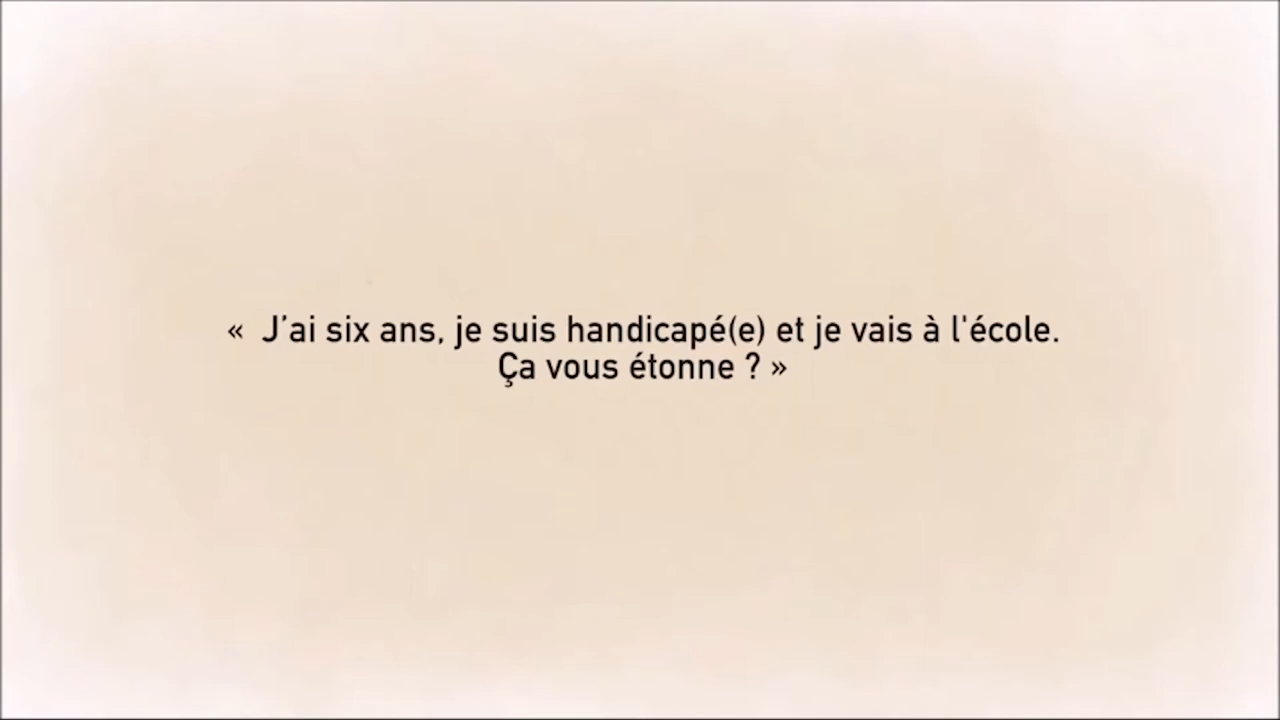 «  J’ai six ans, je suis handicapé(e) et je vais à l'école.
Ça vous étonne ? »